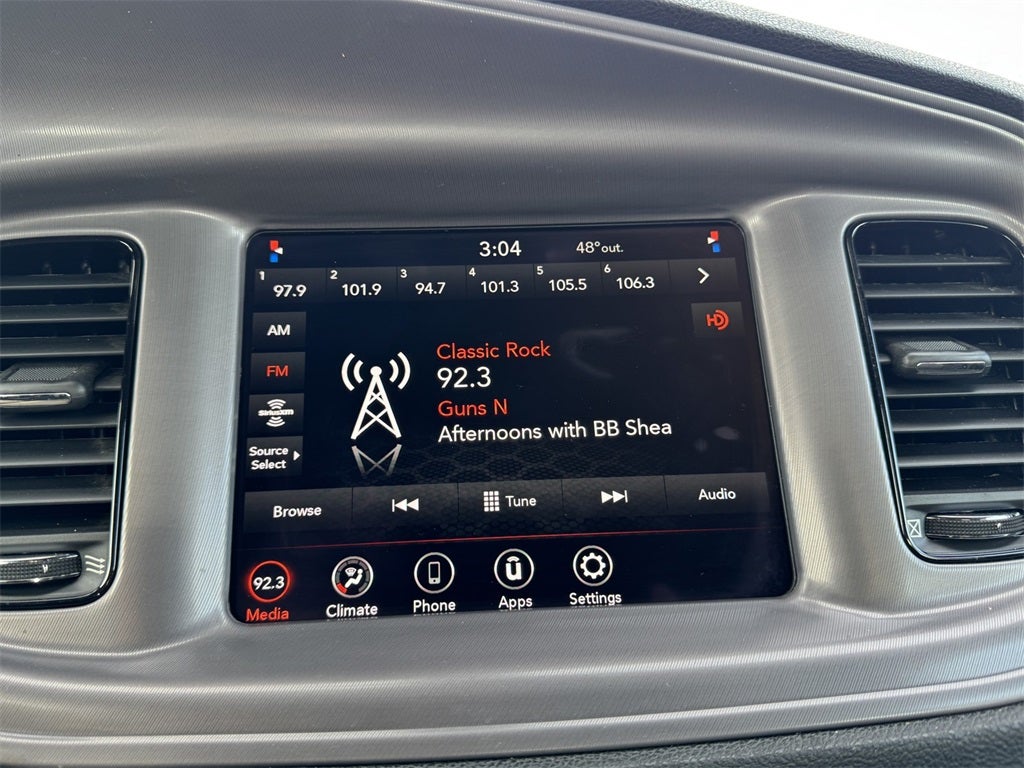 3:04 48°out.
1 97.9 2 101.9 3 94.7 4 101.3 5 105.5 6 106.3
AM
HD
FM
SiriusXM
Source
Select
Classic Rock
92.3
Guns N
Afternoons with BB Shea
Browse Tune Audio
92.3
Media Climate Phone Apps Settings